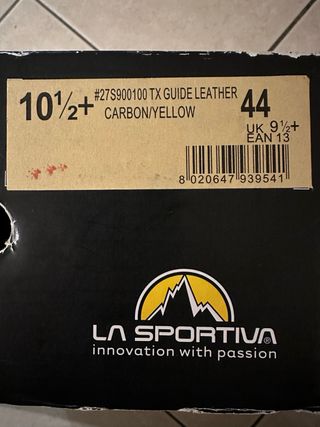 10½+
#27S900100 TX GUIDE LEATHER
CARBON/YELLOW
44
UK 9½+
EAN 13
8 020647 939541
LA SPORTIVA
innovation with passion